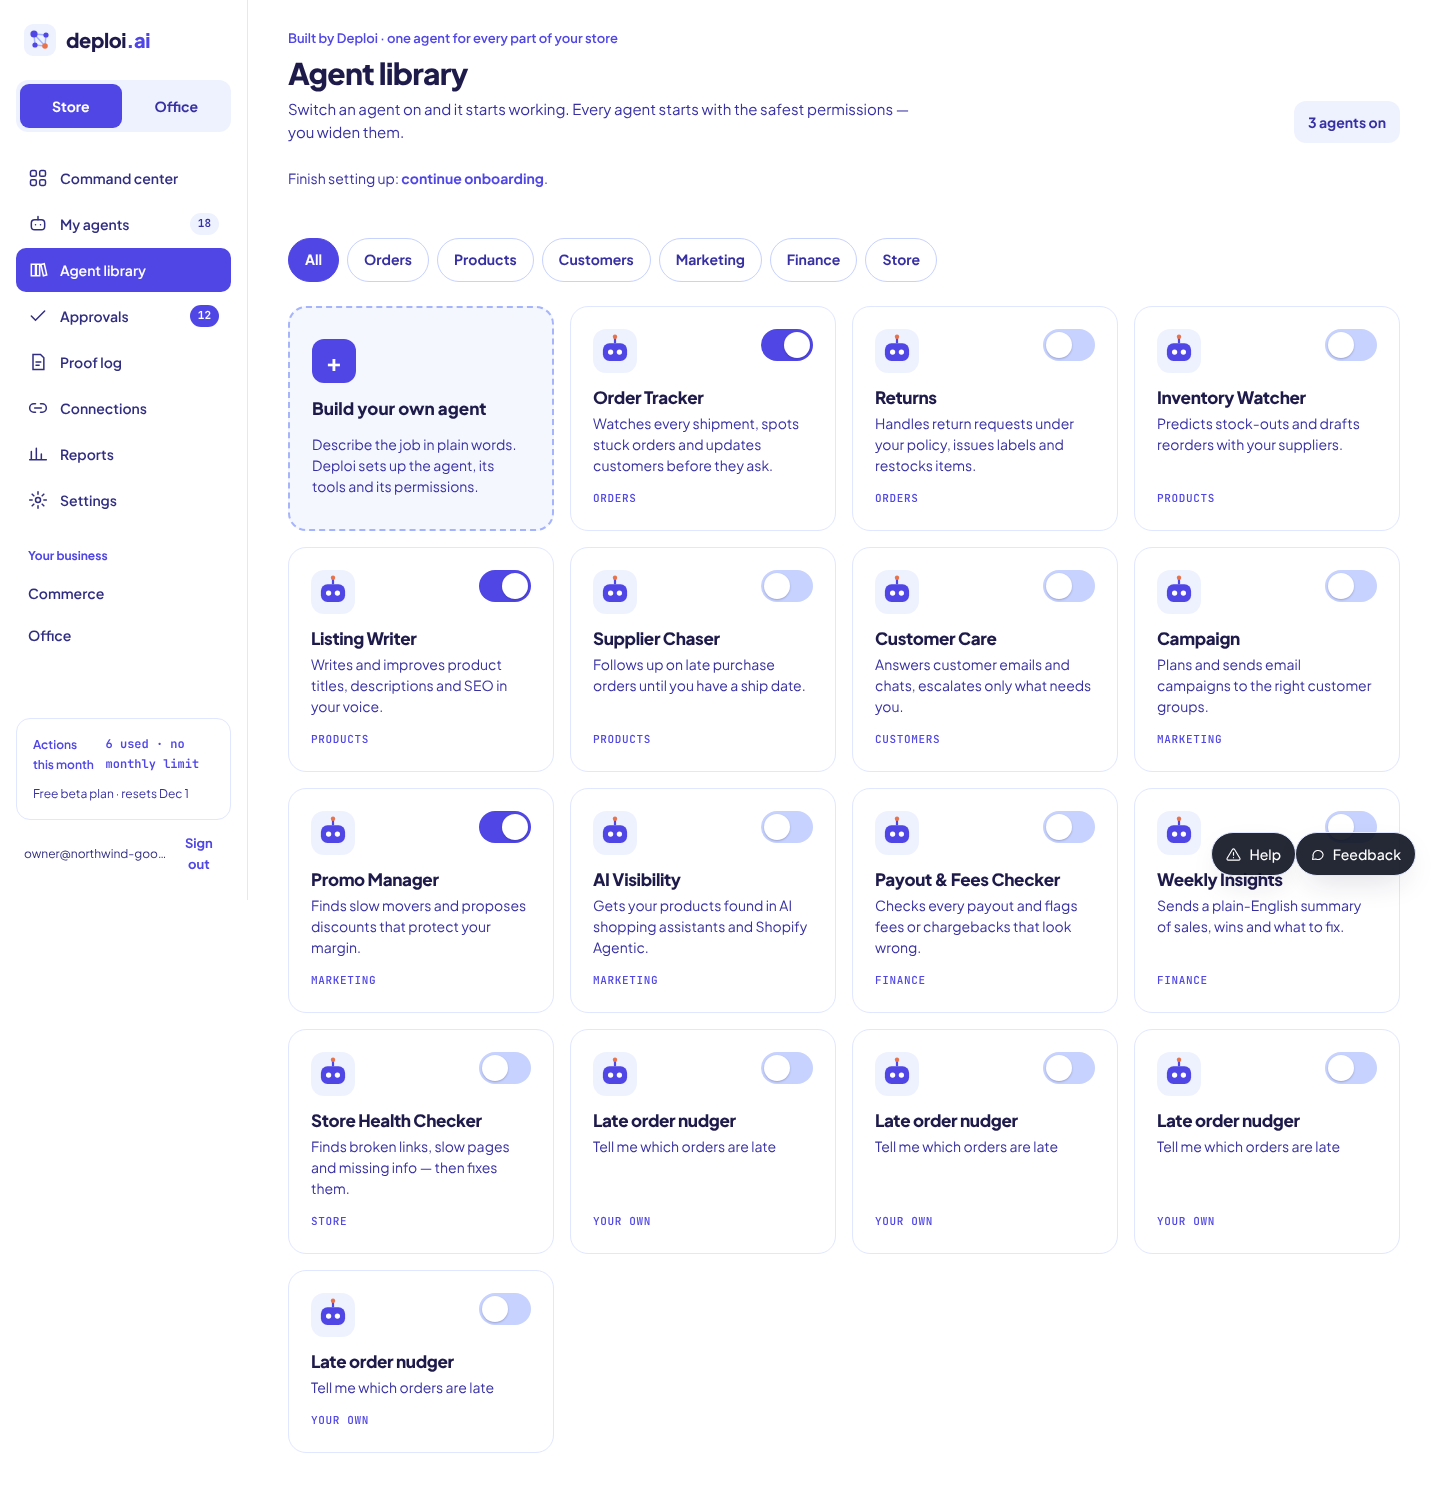 deploi.ai
Store
Office
Command center
My agents
18
Agent library
Approvals
12
Proof log
Connections
Reports
Settings
Your business
Commerce
Office
Actions this month
6 used · no monthly limit
Free beta plan · resets Dec 1
owner@northwind-goo...
Sign out
Built by Deploi · one agent for every part of your store
Agent library
Switch an agent on and it starts working. Every agent starts with the safest permissions —
you widen them.
3 agents on
Finish setting up: continue onboarding.
All
Orders
Products
Customers
Marketing
Finance
Store
+
Build your own agent
Describe the job in plain words.
Deploi sets up the agent, its
tools and its permissions.
Order Tracker
Watches every shipment, spots
stuck orders and updates
customers before they ask.
ORDERS
Returns
Handles return requests under
your policy, issues labels and
restocks items.
ORDERS
Inventory Watcher
Predicts stock-outs and drafts
reorders with your suppliers.
PRODUCTS
Listing Writer
Writes and improves product
titles, descriptions and SEO in
your voice.
PRODUCTS
Supplier Chaser
Follows up on late purchase
orders until you have a ship date.
PRODUCTS
Customer Care
Answers customer emails and
chats, escalates only what needs
you.
CUSTOMERS
Campaign
Plans and sends email
campaigns to the right customer
groups.
MARKETING
Promo Manager
Finds slow movers and proposes
discounts that protect your
margin.
MARKETING
AI Visibility
Gets your products found in AI
shopping assistants and Shopify
Agentic.
MARKETING
Payout & Fees Checker
Checks every payout and flags
fees or chargebacks that look
wrong.
FINANCE
Help
Feedback
Weekly Insights
Sends a plain-English summary
of sales, wins and what to fix.
FINANCE
Store Health Checker
Finds broken links, slow pages
and missing info — then fixes
them.
STORE
Late order nudger
Tell me which orders are late
YOUR OWN
Late order nudger
Tell me which orders are late
YOUR OWN
Late order nudger
Tell me which orders are late
YOUR OWN
Late order nudger
Tell me which orders are late
YOUR OWN